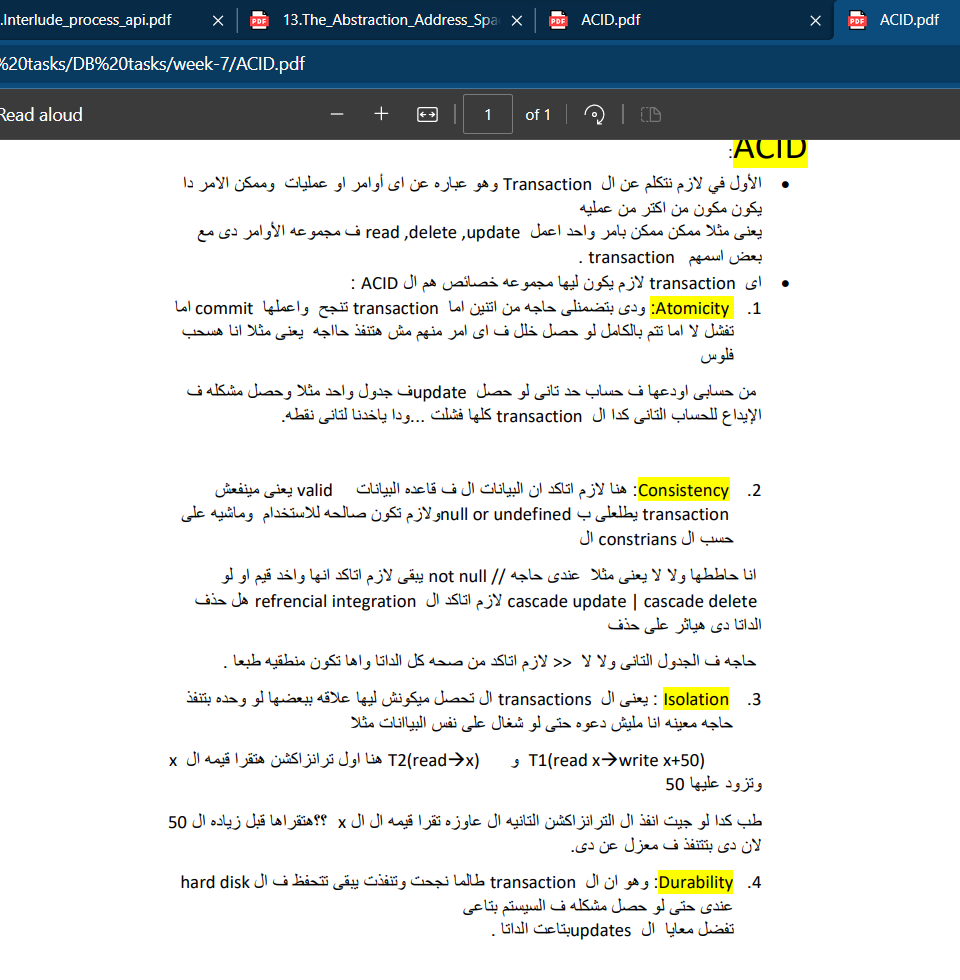 .Interlude_process_api.pdf
13.The_Abstraction_Address_Spa
ACID.pdf
ACID.pdf
%20tasks/DB%20tasks/week-7/ACID.pdf
Read aloud
1 of 1
ACID:
• الأول في لازم نتكلم عن ال Transaction وهو عباره عن اى أوامر او عمليات وممكن الامر دا
يكون مكون من اكتر من عمليه
يعنى مثلا ممكن ممكن بامر واحد اعمل read ,delete ,update ف مجموعه الأوامر دى مع
بعض اسمهم transaction .
• اى transaction لازم يكون ليها مجموعه خصائص هم ال ACID :
1. Atomicity: ودى بتضمنلى حاجه من اتنين اما transaction تنجح واعملها commit اما
تفشل لا اما تتم بالكامل لو حصل خلل ف اى امر منهم مش هتنفذ حااجه يعنى مثلا انا هسحب
فلوس
من حسابى اودعها ف حساب حد تانى لو حصل updateف جدول واحد مثلا وحصل مشكله ف
الإيداع للحساب التانى كدا ال transaction كلها فشلت ...ودا ياخدنا لتانى نقطه.
2. Consistency: هنا لازم اتاكد ان البيانات ال ف قاعده البيانات valid يعنى مينفعش
transaction يطلعلى ب null or undefinedولازم تكون صالحه للاستخدام وماشيه على
حسب ال constrians ال
انا حاططها ولا لا يعنى مثلا عندى حاجه // not null يبقى لازم اتاكد انها واخد قيم او لو
cascade update | cascade delete لازم اتاكد ال refrencial integration هل حذف
الداتا دى هياثر على حذف
حاجه ف الجدول التانى ولا لا << لازم اتاكد من صحه كل الداتا واها تكون منطقيه طبعا .
3. Isolation : يعنى ال transactions ال تحصل ميكونش ليها علاقه ببعضها لو وحده بتنفذ
حاجه معينه انا مليش دعوه حتى لو شغال على نفس البياانات مثلا
T1(read x→write x+50) و T2(read→x) هنا اول ترانزاكشن هتقرا قيمه ال x
وتزود عليها 50
طب كدا لو جيت انفذ ال الترانزاكشن التانيه ال عاوزه تقرا قيمه ال ال x ؟؟هتقراها قبل زياده ال 50
لان دى بتتنفذ ف معزل عن دى.
4. Durability: وهو ان ال transaction طالما نجحت وتنفذت يبقى تتحفظ ف ال hard disk
عندى حتى لو حصل مشكله ف السيستم بتاعى
تفضل معايا ال updatesبتاعت الداتا .